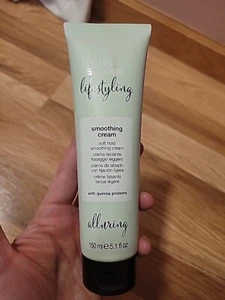 lif styling
smoothing
cream
soft hold
smoothing cream
crema lisciante
fissaggio leggero
crema de alisado
con fijación ligera
crème lissante
tenue légère
with quinoa proteins
alluring
150 ml e 5.1 fl oz